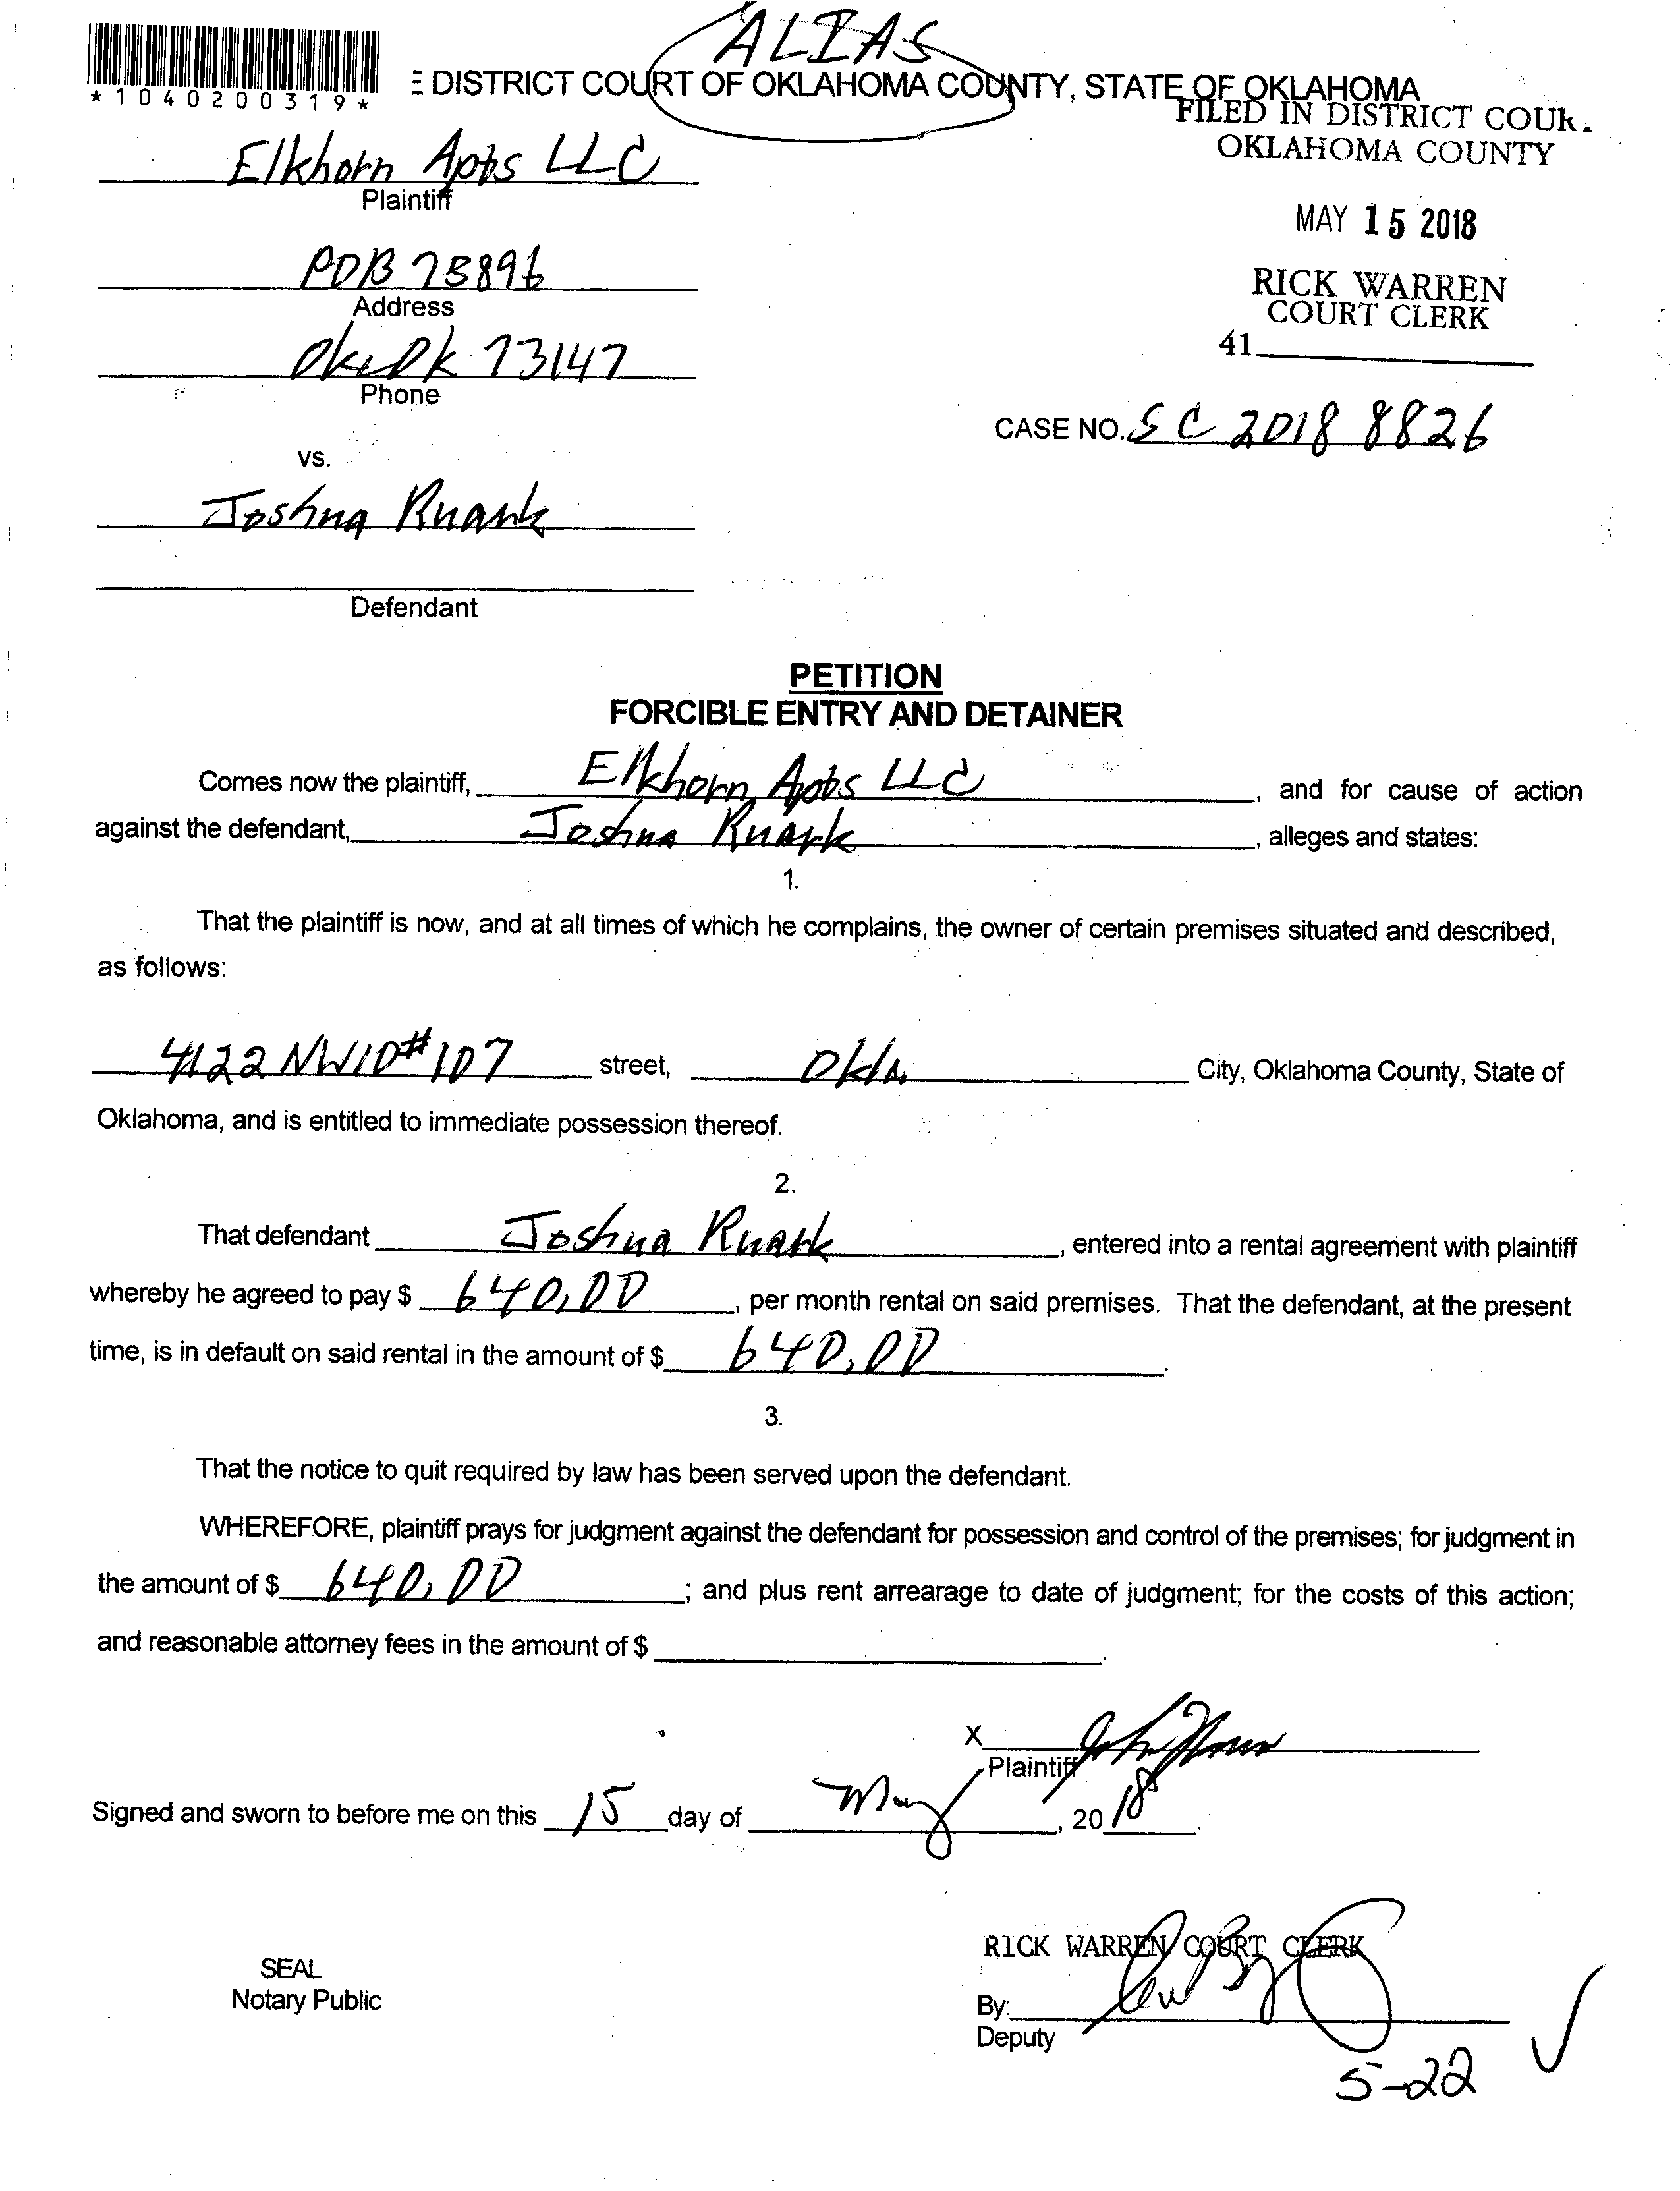 ALIAS
*1040200319*
E DISTRICT COURT OF OKLAHOMA COUNTY, STATE OF OKLAHOMA
FILED IN DISTRICT COUR.
OKLAHOMA COUNTY
Elkhorn Apts LLC
Plaintiff
MAY 15 2018
POB 75896
Address
RICK WARREN
COURT CLERK
41
Ok Ok 73147
Phone
CASE NO. SC 2018 8826
vs.
Joshua Ruark
Defendant
PETITION
FORCIBLE ENTRY AND DETAINER
Comes now the plaintiff, Elkhorn Apts LLC, and for cause of action
against the defendant, Joshua Ruark, alleges and states:
1.
That the plaintiff is now, and at all times of which he complains, the owner of certain premises situated and described,
as follows:
4122 NW10 #107 street, Okla. City, Oklahoma County, State of
Oklahoma, and is entitled to immediate possession thereof.
2.
That defendant Joshua Ruark, entered into a rental agreement with plaintiff
whereby he agreed to pay $ 640.00, per month rental on said premises. That the defendant, at the present
time, is in default on said rental in the amount of $ 640.00.
3.
That the notice to quit required by law has been served upon the defendant.
WHEREFORE, plaintiff prays for judgment against the defendant for possession and control of the premises; for judgment in
the amount of $ 640.00; and plus rent arrearage to date of judgment; for the costs of this action;
and reasonable attorney fees in the amount of $ .
X
Plaintiff
Signed and sworn to before me on this 15 day of May, 2018.
RICK WARREN COURT CLERK
SEAL
Notary Public
By:
Deputy
5-22